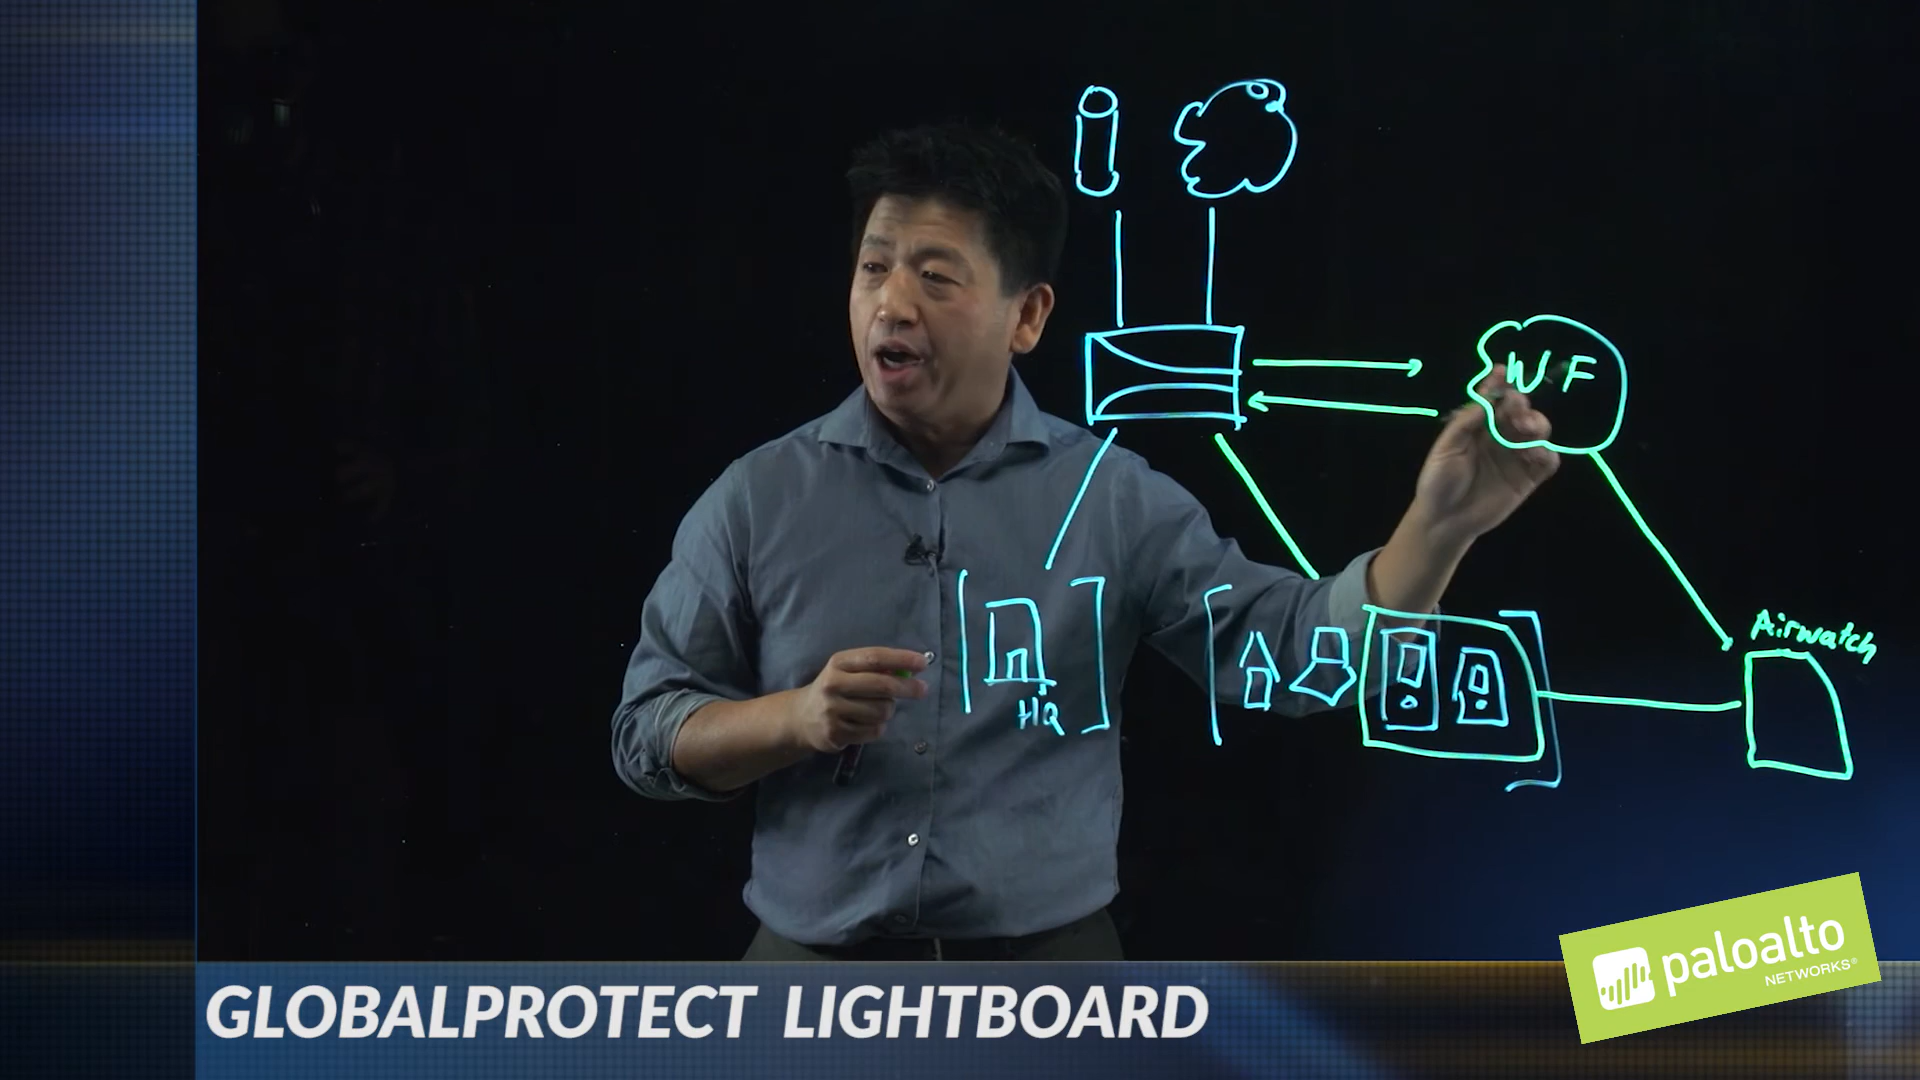 WF
Airwatch
HQ
paloalto
NETWORKS®
GLOBALPROTECT LIGHTBOARD